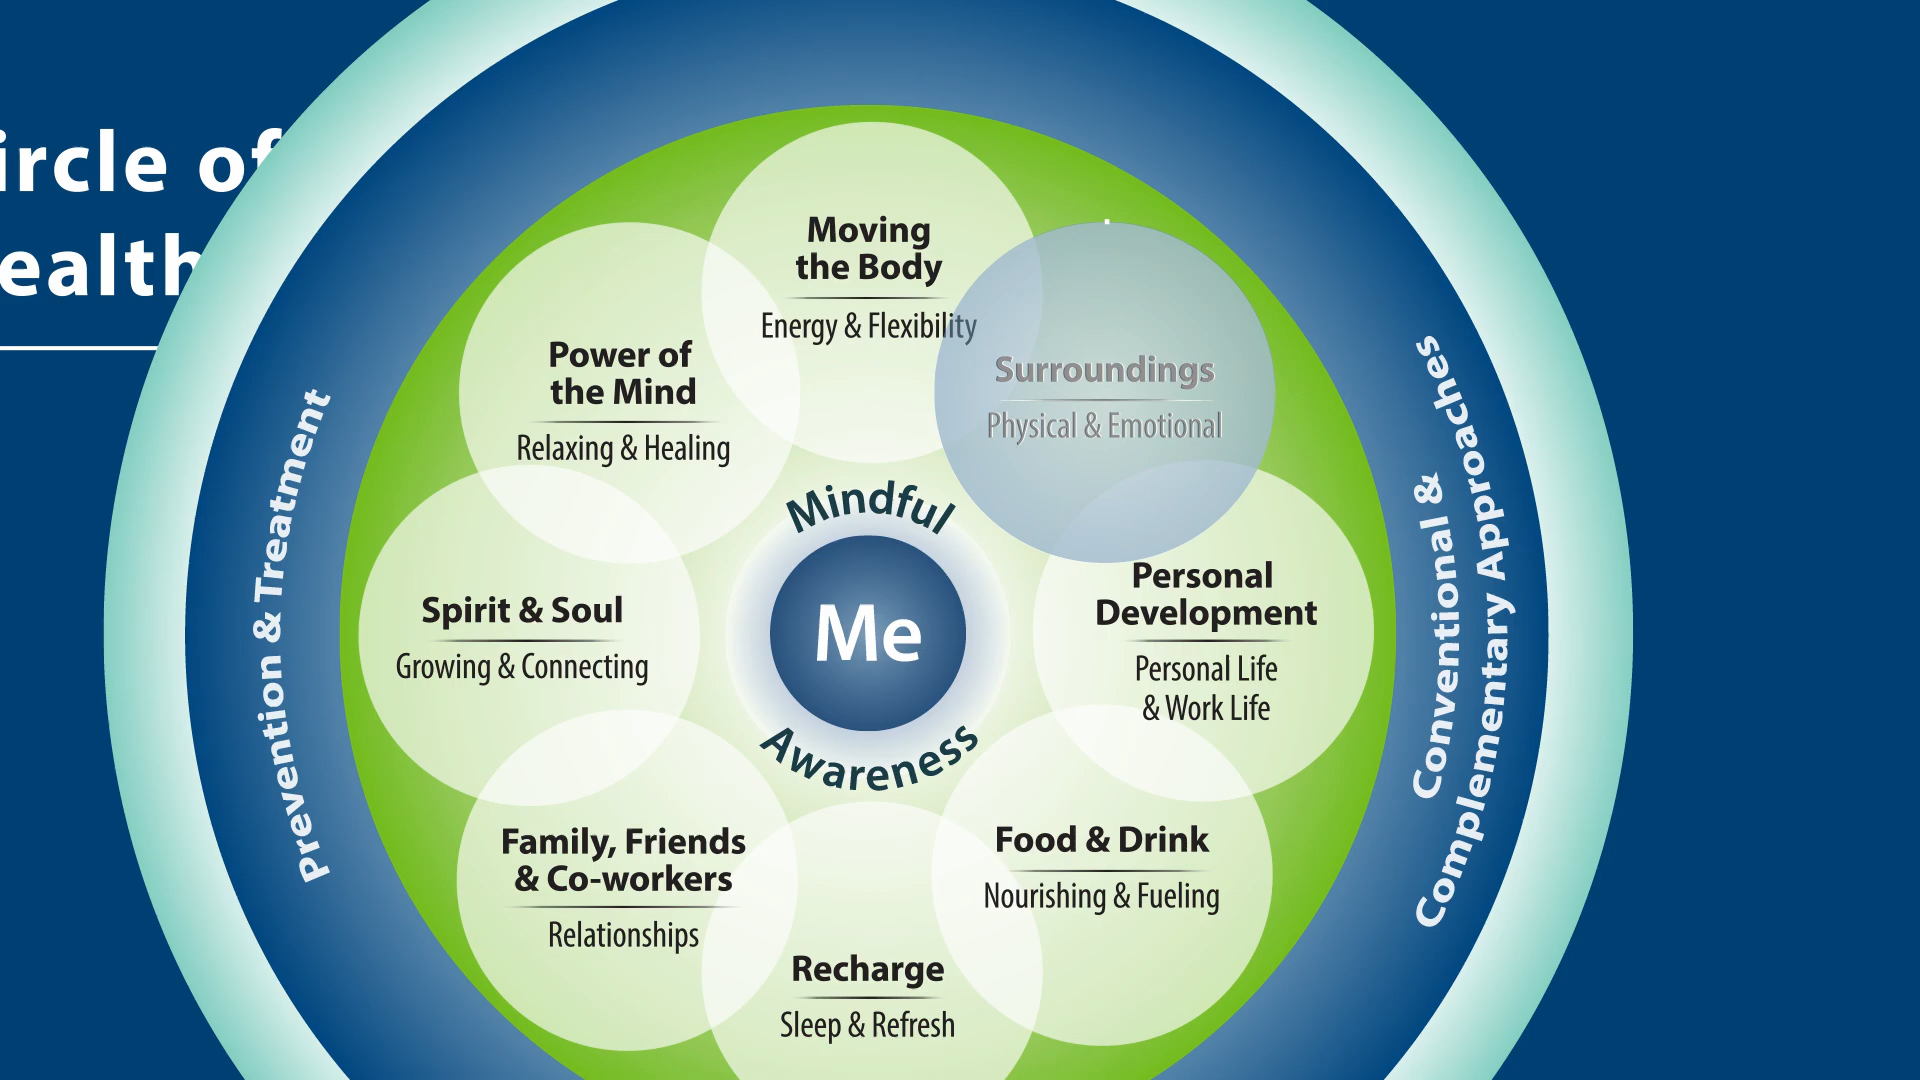 ircle of
ealth
Moving
the Body
Energy & Flexibility
Surroundings
Physical & Emotional
Personal
Development
Personal Life
& Work Life
Food & Drink
Nourishing & Fueling
Recharge
Sleep & Refresh
Family, Friends
& Co-workers
Relationships
Spirit & Soul
Growing & Connecting
Power of
the Mind
Relaxing & Healing
Mindful
Me
Awareness
Prevention & Treatment
Conventional &
Complementary Approaches